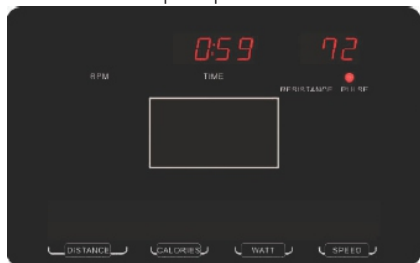 0:59 72
RPM TIME
RESISTANCE PULSE
DISTANCE CALORIES WATT SPEED